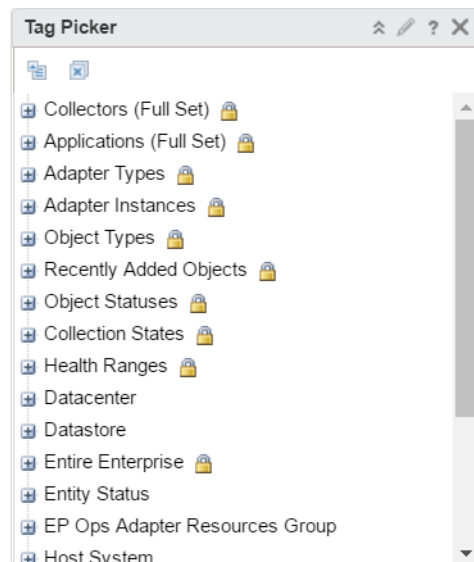 Tag Picker
Collectors (Full Set)
Applications (Full Set)
Adapter Types
Adapter Instances
Object Types
Recently Added Objects
Object Statuses
Collection States
Health Ranges
Datacenter
Datastore
Entire Enterprise
Entity Status
EP Ops Adapter Resources Group
Host System